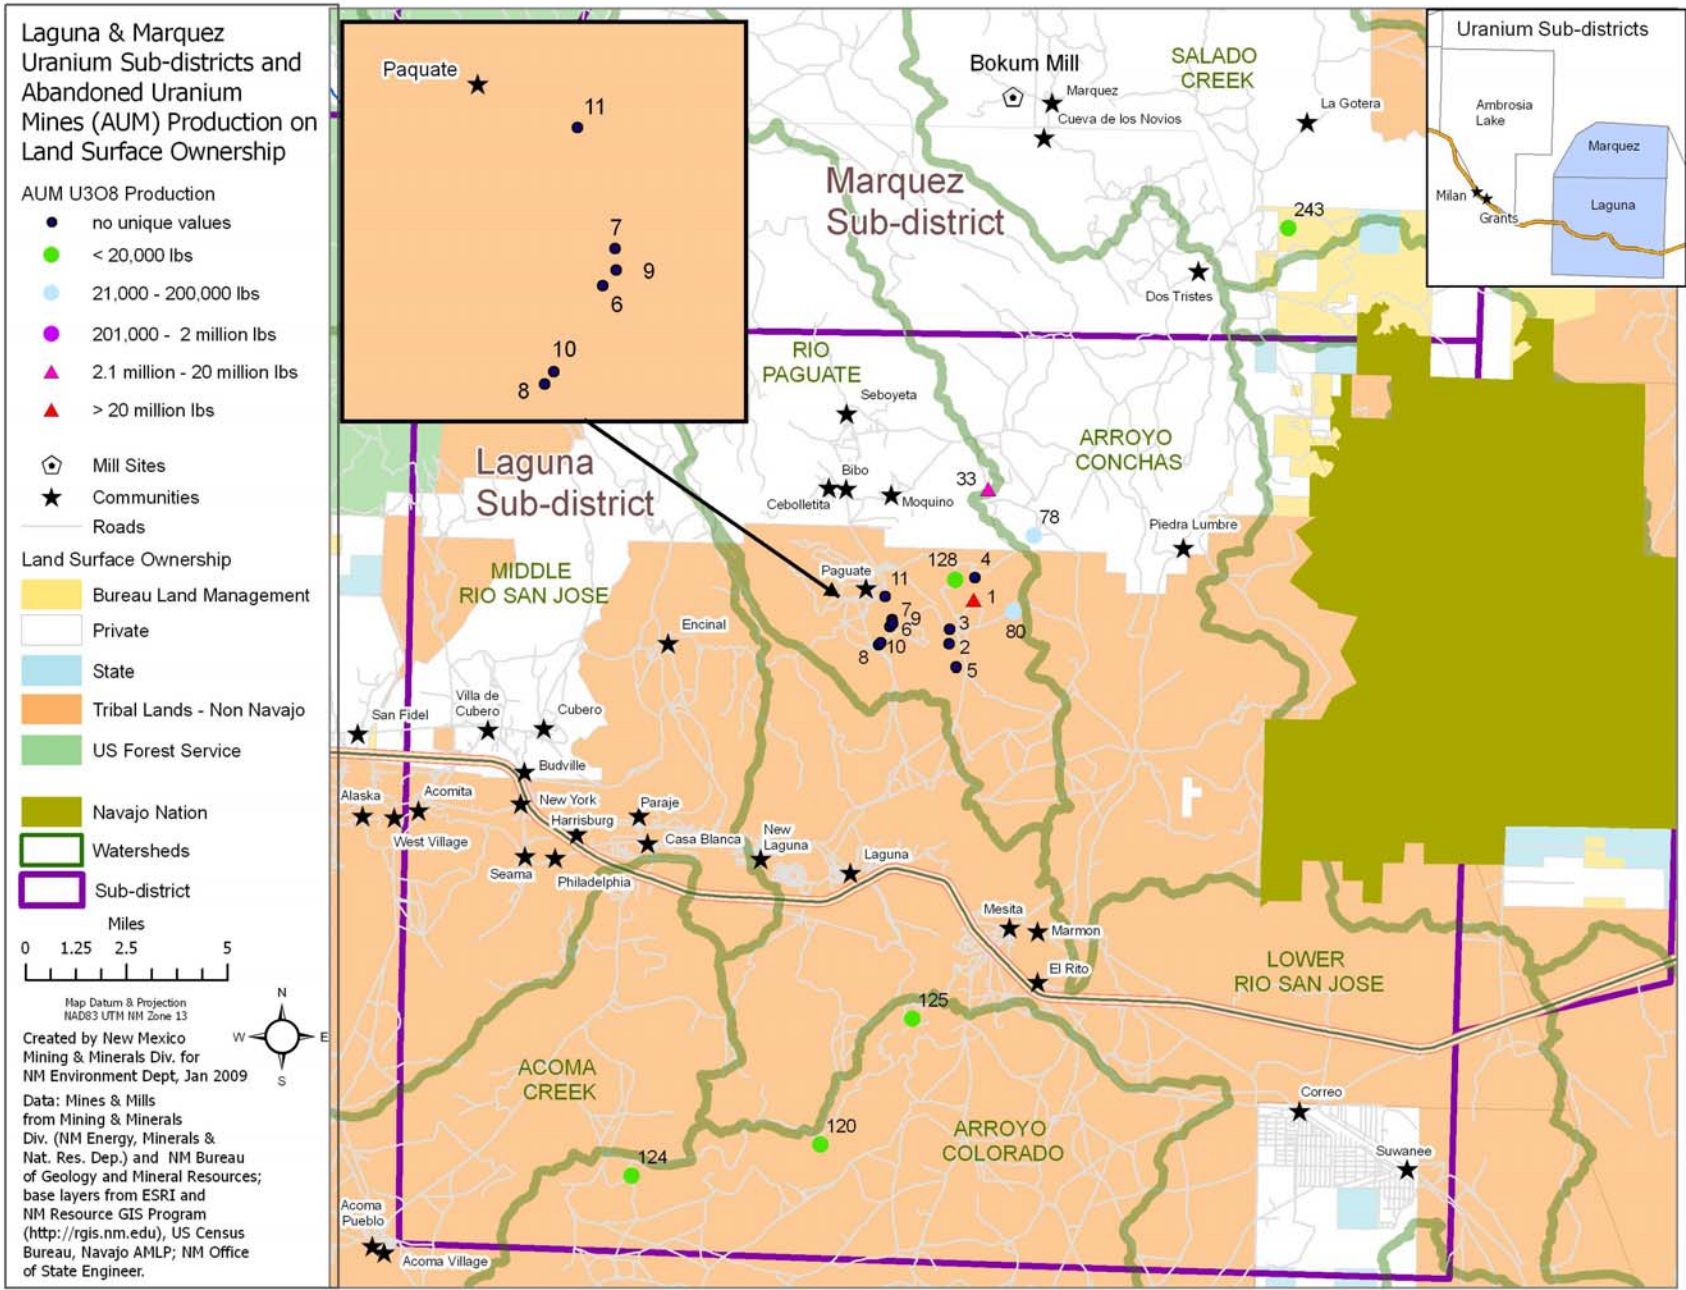 Laguna & Marquez
Uranium Sub-districts and
Abandoned Uranium
Mines (AUM) Production on
Land Surface Ownership
AUM U3O8 Production
no unique values
< 20,000 lbs
21,000 - 200,000 lbs
201,000 - 2 million lbs
2.1 million - 20 million lbs
> 20 million lbs
Mill Sites
Communities
Roads
Land Surface Ownership
Bureau Land Management
Private
State
Tribal Lands - Non Navajo
US Forest Service
Navajo Nation
Watersheds
Sub-district
Miles
0 1.25 2.5 5
Map Datum & Projection
NAD83 UTM NM Zone 13
N
W E
S
Created by New Mexico
Mining & Minerals Div. for
NM Environment Dept, Jan 2009
Data: Mines & Mills
from Mining & Minerals
Div. (NM Energy, Minerals &
Nat. Res. Dep.) and NM Bureau
of Geology and Mineral Resources;
base layers from ESRI and
NM Resource GIS Program
(http://rgis.nm.edu), US Census
Bureau, Navajo AMLP; NM Office
of State Engineer.
Paquate
11
7
9
6
10
8
Uranium Sub-districts
Ambrosia
Lake
Marquez
Milan
Laguna
Grants
Bokum Mill
SALADO
CREEK
Marquez
La Gotera
Cueva de los Novios
Marquez
Sub-district
243
Dos Tristes
RIO
PAGUATE
Seboyeta
ARROYO
CONCHAS
Laguna
Sub-district
Bibo
33
Cebolletita
Moquino
78
Piedra Lumbre
MIDDLE
RIO SAN JOSE
128
4
Paguate
11
1
7
9
6
3
80
Encinal
10
2
8
5
Villa de
Cubero
Cubero
San Fidel
Budville
Alaska
Acomita
New York
Paraje
Harrisburg
West Village
Casa Blanca
New
Laguna
Laguna
Seama
Philadelphia
Mesita
Marmon
El Rito
LOWER
RIO SAN JOSE
125
ACOMA
CREEK
Correo
120
ARROYO
COLORADO
124
Suwanee
Acoma
Pueblo
Acoma Village